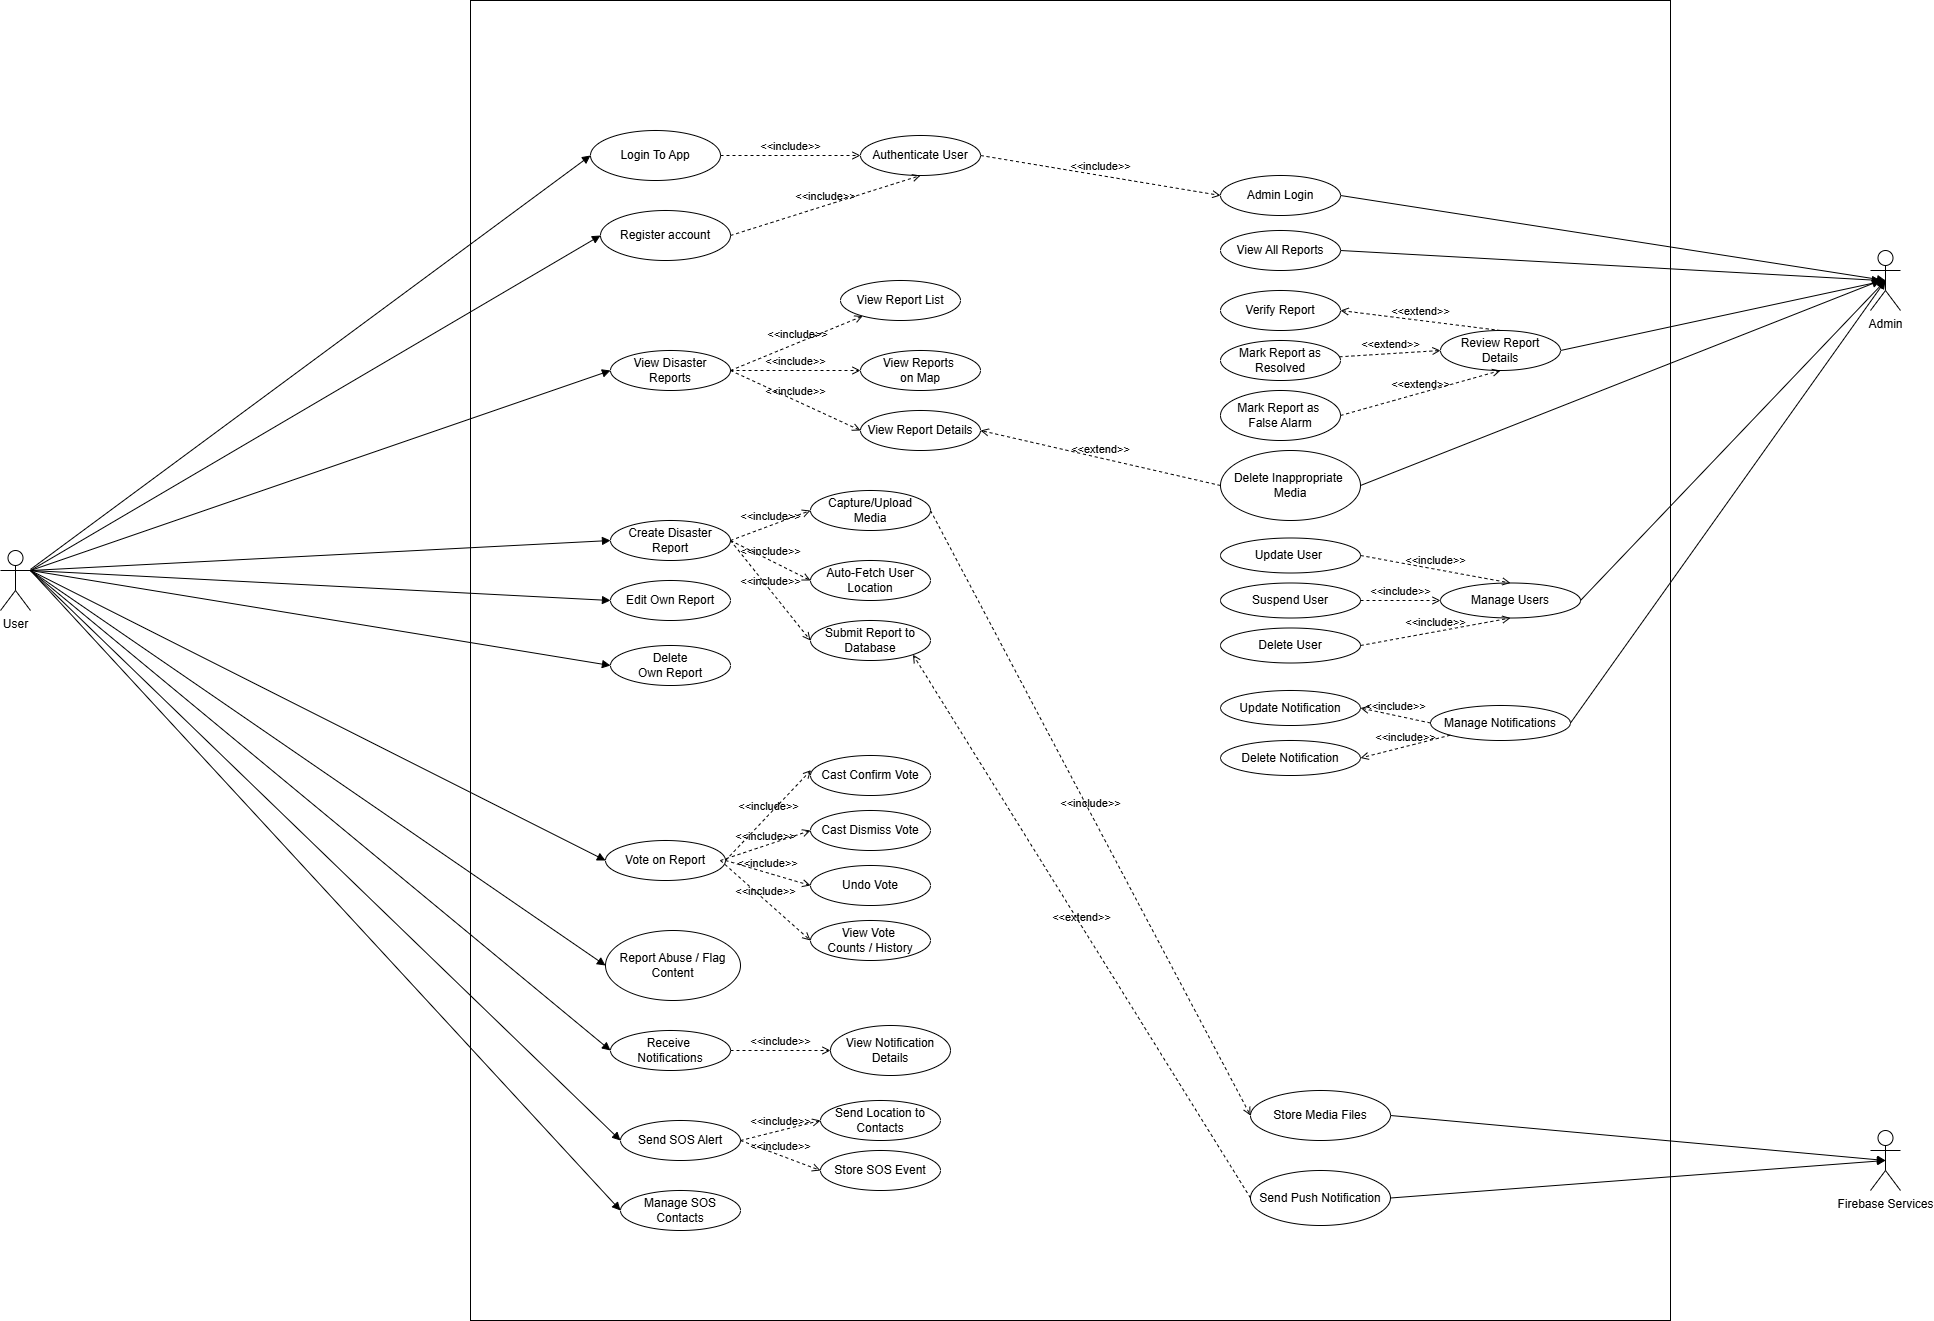 Login To App
<<include>>
Authenticate User
<<include>>
Admin Login
Register account
<<include>>
View All Reports
Admin
View Report List
<<include>>
View Disaster
Reports
<<include>>
View Reports
on Map
<<include>>
View Report Details
Verify Report
<<extend>>
Mark Report as
Resolved
<<extend>>
Review Report
Details
<<extend>>
Mark Report as
False Alarm
<<extend>>
Delete Inappropriate
Media
User
Create Disaster
Report
<<include>>
Capture/Upload
Media
<<include>>
Auto-Fetch User
Location
<<include>>
Submit Report to
Database
Edit Own Report
Delete
Own Report
Update User
<<include>>
Suspend User
<<include>>
Manage Users
<<include>>
Delete User
Update Notification
<<include>>
Manage Notifications
<<include>>
Delete Notification
Vote on Report
<<include>>
Cast Confirm Vote
<<include>>
Cast Dismiss Vote
<<include>>
Undo Vote
<<include>>
View Vote
Counts / History
<<include>>
<<extend>>
Report Abuse / Flag
Content
Receive
Notifications
<<include>>
View Notification
Details
Send SOS Alert
<<include>>
Send Location to
Contacts
<<include>>
Store SOS Event
Manage SOS
Contacts
Store Media Files
Send Push Notification
Firebase Services